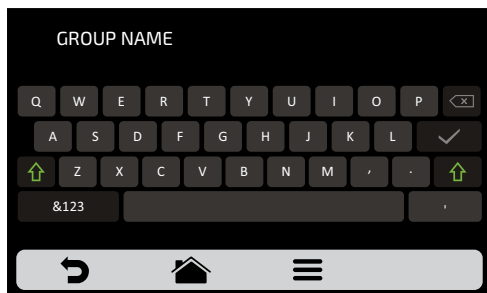 GROUP NAME
Q W E R T Y U I O P
A S D F G H J K L
Z X C V B N M , .
&123 '